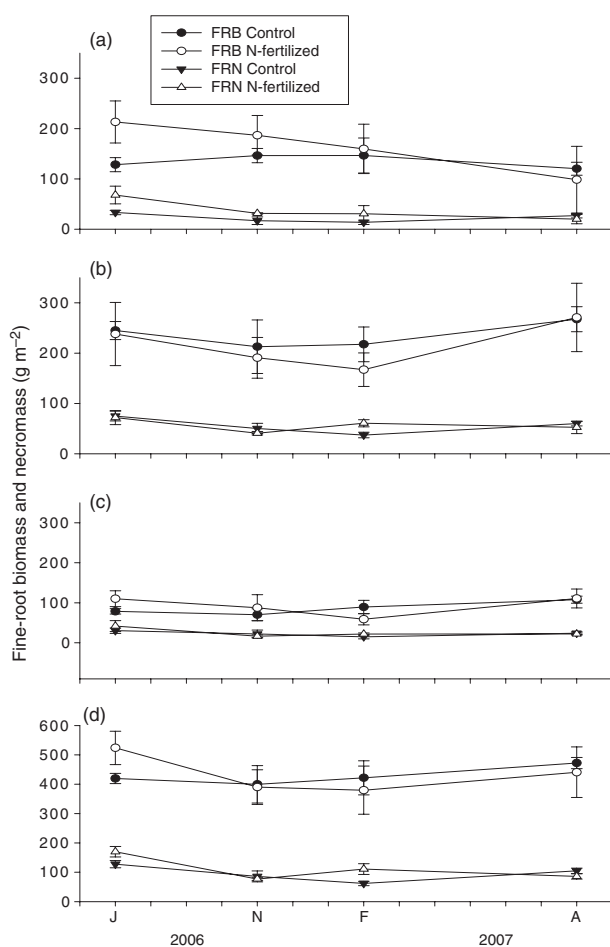 (a)
FRB Control
FRB N-fertilized
FRN Control
FRN N-fertilized
300
200
100
0
(b)
300
200
100
0
Fine-root biomass and necromass (g m⁻²)
(c)
300
200
100
0
(d)
600
500
400
300
200
100
0
J N F A
2006 2007